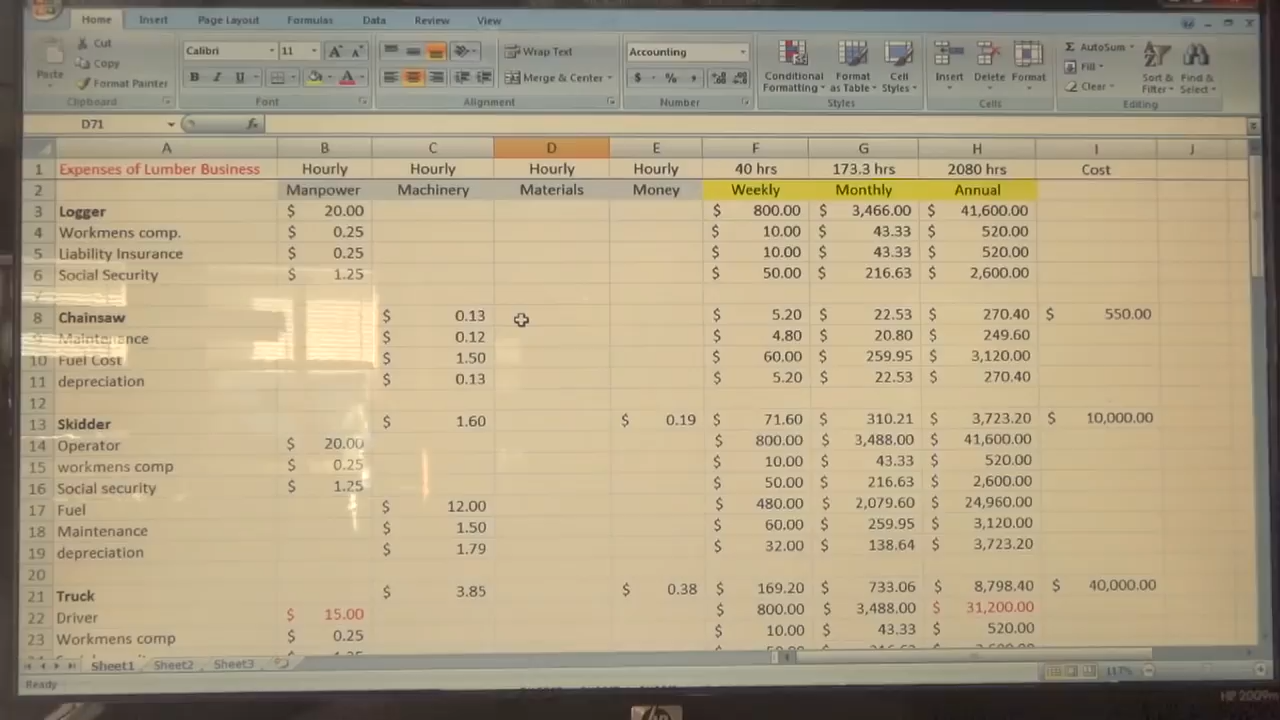 Home Insert Page Layout Formulas Data Review View
Cut Calibri 11 A A Wrap Text Accounting Σ AutoSum
Copy
Paste Format Painter B I U A Merge & Center $ % , Conditional Formatting Format as Table Cell Styles Insert Delete Format Fill Clear Sort & Filter Find & Select
Clipboard Font Alignment Number Styles Cells Editing
D71 fx
A B C D E F G H I J
1 Expenses of Lumber Business Hourly Hourly Hourly Hourly 40 hrs 173.3 hrs 2080 hrs Cost
2 Manpower Machinery Materials Money Weekly Monthly Annual
3 Logger $ 20.00 $ 800.00 $ 3,466.00 $ 41,600.00
4 Workmens comp. $ 0.25 $ 10.00 $ 43.33 $ 520.00
5 Liability Insurance $ 0.25 $ 10.00 $ 43.33 $ 520.00
6 Social Security $ 1.25 $ 50.00 $ 216.63 $ 2,600.00
7
8 Chainsaw $ 0.13 $ 5.20 $ 22.53 $ 270.40 $ 550.00
9 Maintenance $ 0.12 $ 4.80 $ 20.80 $ 249.60
10 Fuel Cost $ 1.50 $ 60.00 $ 259.95 $ 3,120.00
11 depreciation $ 0.13 $ 5.20 $ 22.53 $ 270.40
12
13 Skidder $ 1.60 $ 0.19 $ 71.60 $ 310.21 $ 3,723.20 $ 10,000.00
14 Operator $ 20.00 $ 800.00 $ 3,488.00 $ 41,600.00
15 workmens comp $ 0.25 $ 10.00 $ 43.33 $ 520.00
16 Social security $ 1.25 $ 50.00 $ 216.63 $ 2,600.00
17 Fuel $ 12.00 $ 480.00 $ 2,079.60 $ 24,960.00
18 Maintenance $ 1.50 $ 60.00 $ 259.95 $ 3,120.00
19 depreciation $ 1.79 $ 32.00 $ 138.64 $ 3,723.20
20
21 Truck $ 3.85 $ 0.38 $ 169.20 $ 733.06 $ 8,798.40 $ 40,000.00
22 Driver $ 15.00 $ 800.00 $ 3,488.00 $ 31,200.00
23 Workmens comp $ 0.25 $ 10.00 $ 43.33 $ 520.00
Sheet1 Sheet2 Sheet3
Ready 117%
hp HP 2009m